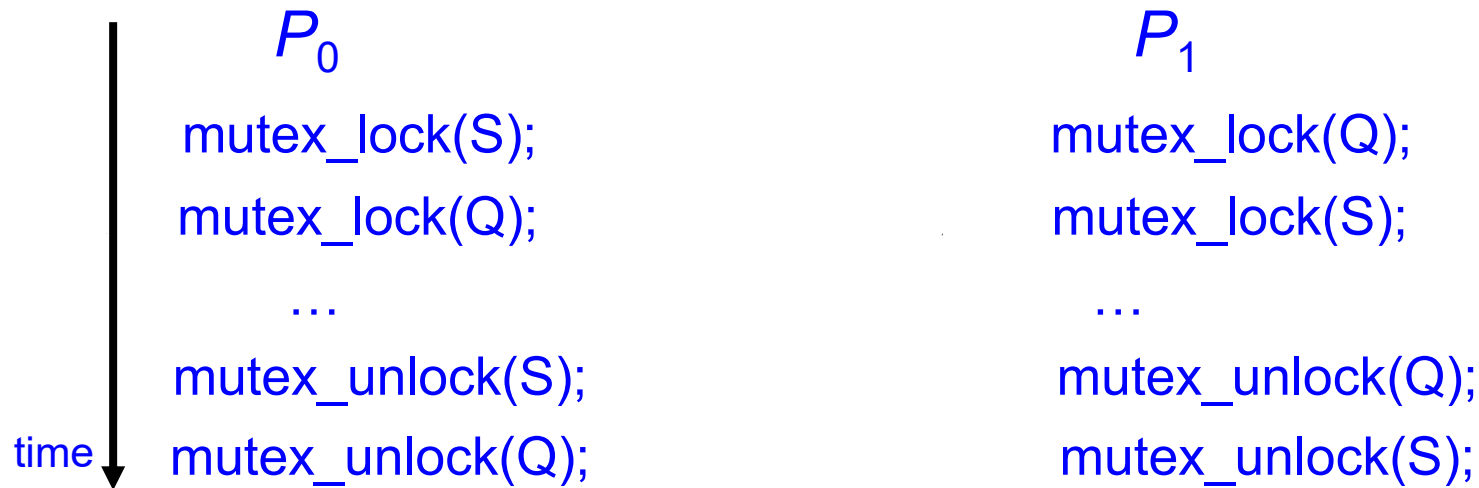 P₀
mutex_lock(S);
mutex_lock(Q);
…
mutex_unlock(S);
mutex_unlock(Q);
time
P₁
mutex_lock(Q);
mutex_lock(S);
…
mutex_unlock(Q);
mutex_unlock(S);